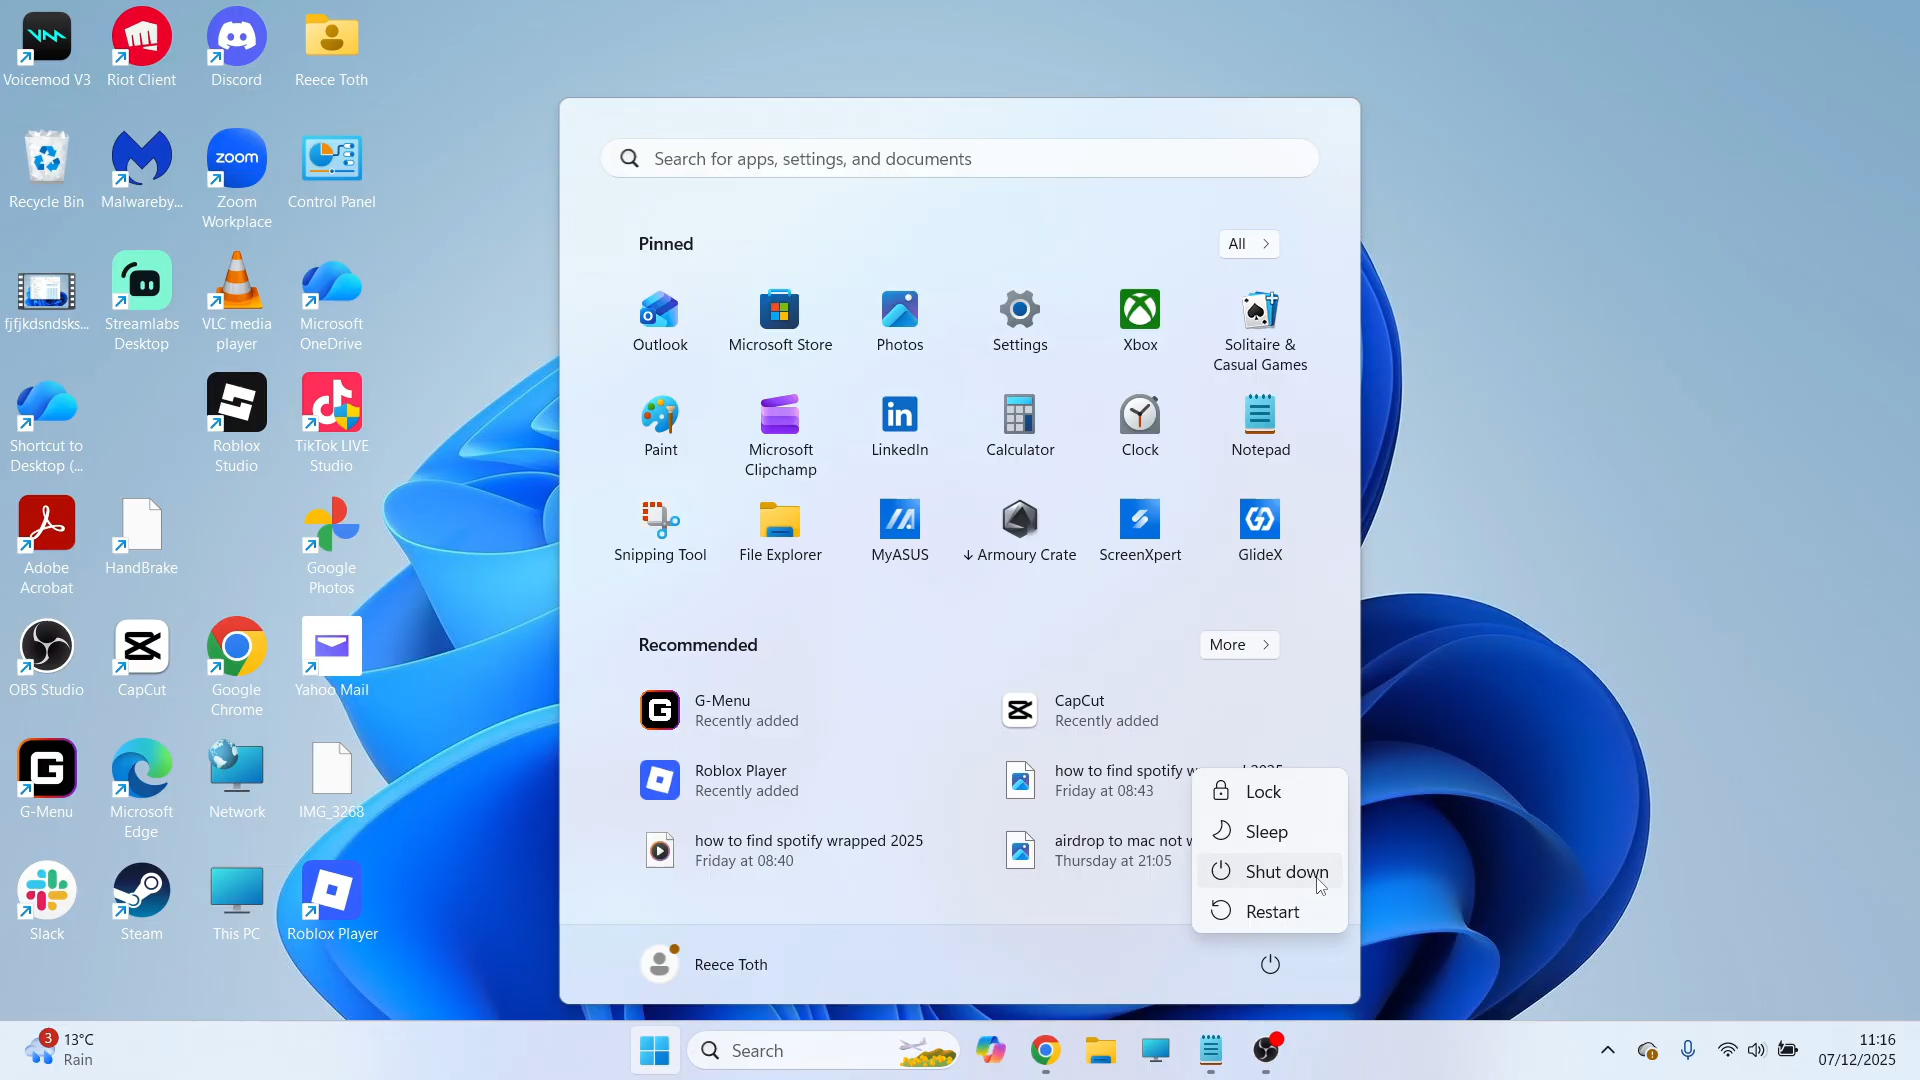 Voicemod V3
Riot Client
Discord
Reece Toth
Recycle Bin
Malwareby...
zoom
Zoom
Workplace
Control Panel
fjfjkdsndsks...
Streamlabs
Desktop
VLC media
player
Microsoft
OneDrive
Shortcut to
Desktop (...
Roblox
Studio
TikTok LIVE
Studio
Adobe
Acrobat
HandBrake
Google
Photos
OBS Studio
CapCut
Google
Chrome
Yahoo Mail
G-Menu
Microsoft
Edge
Network
IMG_3268
Slack
Steam
This PC
Roblox Player
Search for apps, settings, and documents
Pinned
All
Outlook
Microsoft Store
Photos
Settings
Xbox
Solitaire &
Casual Games
Paint
Microsoft
Clipchamp
LinkedIn
Calculator
Clock
Notepad
Snipping Tool
File Explorer
MyASUS
Armoury Crate
ScreenXpert
GlideX
Recommended
More
G-Menu
Recently added
CapCut
Recently added
Roblox Player
Recently added
how to find spotify
Friday at 08:43
how to find spotify wrapped 2025
Friday at 08:40
airdrop to mac not
Thursday at 21:05
Lock
Sleep
Shut down
Restart
Reece Toth
3
13°C
Rain
Search
11:16
07/12/2025